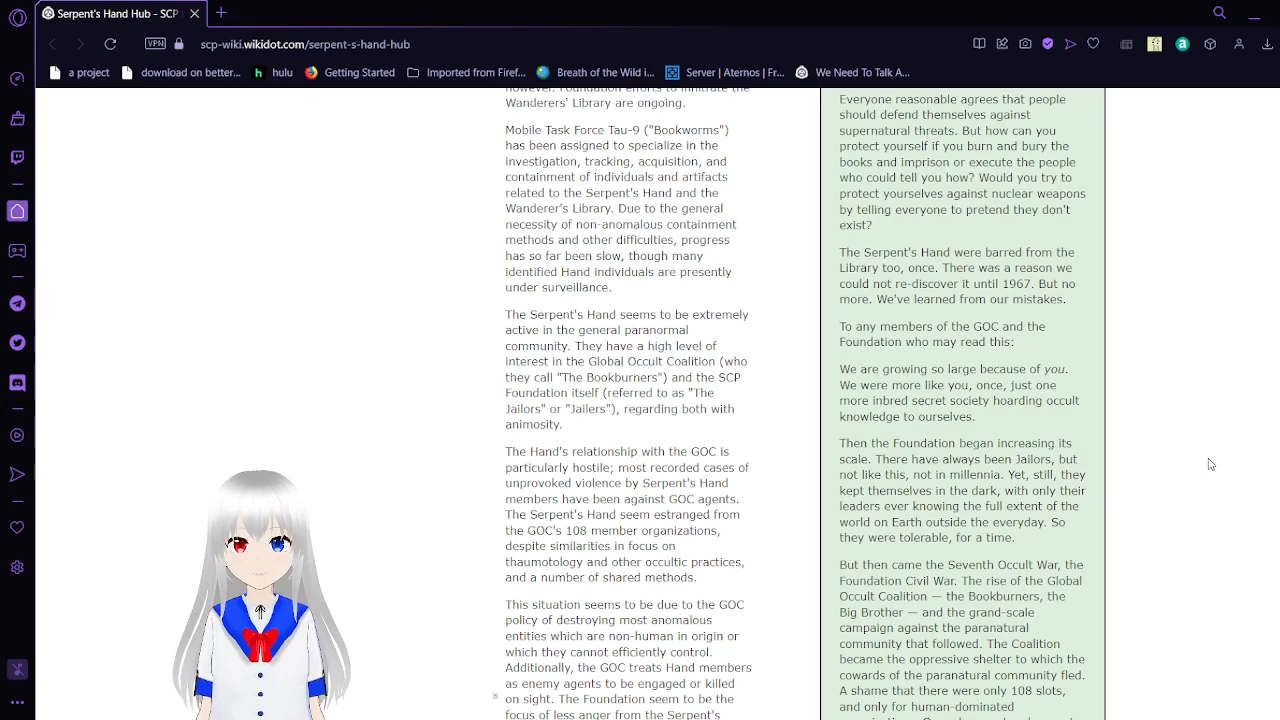 Serpent's Hand Hub - SCP
scp-wiki.wikidot.com/serpent-s-hand-hub
VPN
a project
download on better...
hulu
Getting Started
Imported from Firef...
Breath of the Wild i...
Server | Aternos | Fr...
We Need To Talk A...
however. Foundation efforts to infiltrate the
Wanderers' Library are ongoing.
Mobile Task Force Tau-9 ("Bookworms")
has been assigned to specialize in the
investigation, tracking, acquisition, and
containment of individuals and artifacts
related to the Serpent's Hand and the
Wanderer's Library. Due to the general
necessity of non-anomalous containment
methods and other difficulties, progress
has so far been slow, though many
identified Hand individuals are presently
under surveillance.
The Serpent's Hand seems to be extremely
active in the general paranormal
community. They have a high level of
interest in the Global Occult Coalition (who
they call "The Bookburners") and the SCP
Foundation itself (referred to as "The
Jailors" or "Jailers"), regarding both with
animosity.
The Hand's relationship with the GOC is
particularly hostile; most recorded cases of
unprovoked violence by Serpent's Hand
members have been against GOC agents.
The Serpent's Hand seem estranged from
the GOC's 108 member organizations,
despite similarities in focus on
thaumotology and other occultic practices,
and a number of shared methods.
This situation seems to be due to the GOC
policy of destroying most anomalous
entities which are non-human in origin or
which they cannot efficiently control.
Additionally, the GOC treats Hand members
as enemy agents to be engaged or killed
on sight. The Foundation seem to be the
focus of less anger from the Serpent's
Everyone reasonable agrees that people
should defend themselves against
supernatural threats. But how can you
protect yourself if you burn and bury the
books and imprison or execute the people
who could tell you how? Would you try to
protect yourselves against nuclear weapons
by telling everyone to pretend they don't
exist?
The Serpent's Hand were barred from the
Library too, once. There was a reason we
could not re-discover it until 1967. But no
more. We've learned from our mistakes.
To any members of the GOC and the
Foundation who may read this:
We are growing so large because of you.
We were more like you, once, just one
more inbred secret society hoarding occult
knowledge to ourselves.
Then the Foundation began increasing its
scale. There have always been Jailors, but
not like this, not in millennia. Yet, still, they
kept themselves in the dark, with only their
leaders ever knowing the full extent of the
world on Earth outside the everyday. So
they were tolerable, for a time.
But then came the Seventh Occult War, the
Foundation Civil War. The rise of the Global
Occult Coalition — the Bookburners, the
Big Brother — and the grand-scale
campaign against the paranatural
community that followed. The Coalition
became the oppressive shelter to which the
cowards of the paranatural community fled.
A shame that there were only 108 slots,
and only for human-dominated